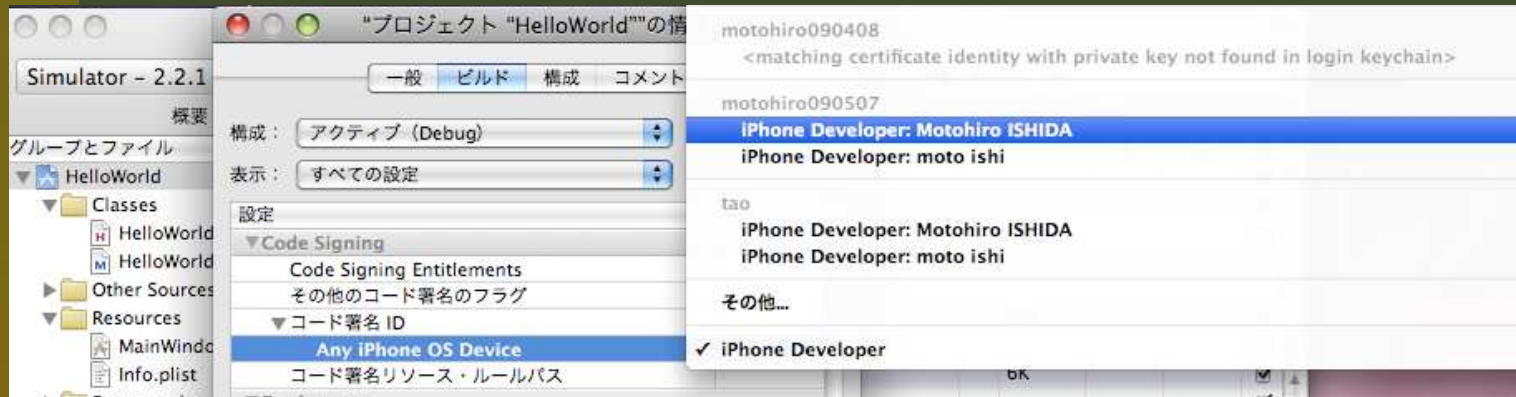 "プロジェクト "HelloWorld""の情
Simulator – 2.2.1
概要
グループとファイル
HelloWorld
Classes
HelloWorld
HelloWorld
Other Sources
Resources
MainWindo
Info.plist
一般 ビルド 構成 コメント
構成： アクティブ（Debug）
表示： すべての設定
設定
Code Signing
Code Signing Entitlements
その他のコード署名のフラグ
コード署名 ID
Any iPhone OS Device
コード署名リソース・ルールパス
motohiro090408
<matching certificate identity with private key not found in login keychain>
motohiro090507
iPhone Developer: Motohiro ISHIDA
iPhone Developer: moto ishi
tao
iPhone Developer: Motohiro ISHIDA
iPhone Developer: moto ishi
その他...
✓ iPhone Developer
6K